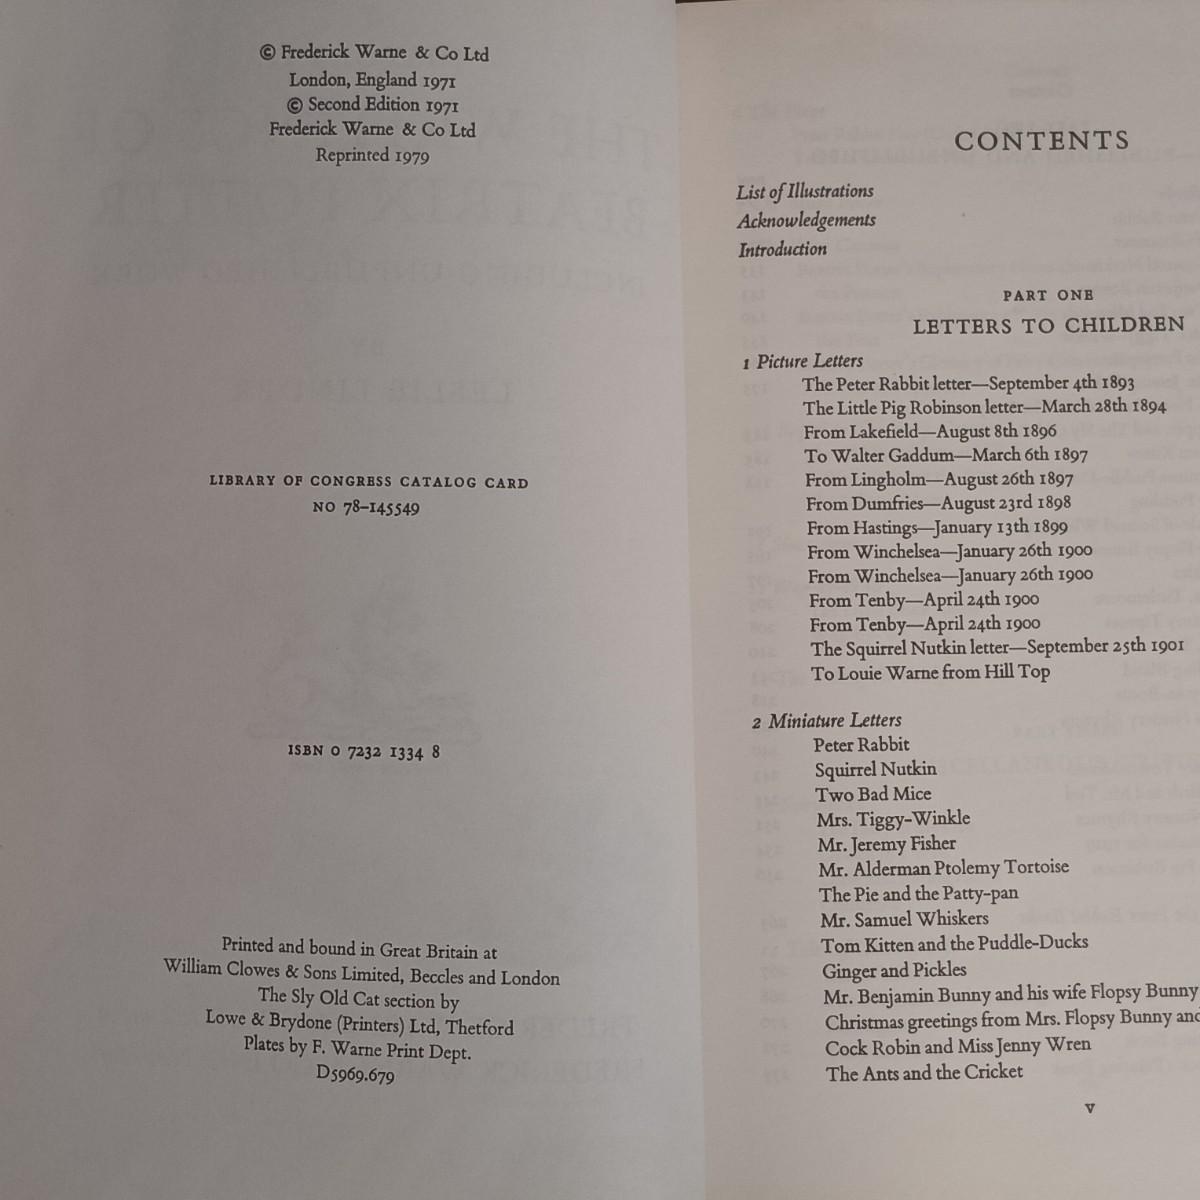 © Frederick Warne & Co Ltd
London, England 1971
© Second Edition 1971
Frederick Warne & Co Ltd
Reprinted 1979
LIBRARY OF CONGRESS CATALOG CARD
NO 78–145549
ISBN 0 7232 1334 8
Printed and bound in Great Britain at
William Clowes & Sons Limited, Beccles and London
The Sly Old Cat section by
Lowe & Brydone (Printers) Ltd, Thetford
Plates by F. Warne Print Dept.
D5969.679
CONTENTS
List of Illustrations
Acknowledgements
Introduction
PART ONE
LETTERS TO CHILDREN
1 Picture Letters
The Peter Rabbit letter—September 4th 1893
The Little Pig Robinson letter—March 28th 1894
From Lakefield—August 8th 1896
To Walter Gaddum—March 6th 1897
From Lingholm—August 26th 1897
From Dumfries—August 23rd 1898
From Hastings—January 13th 1899
From Winchelsea—January 26th 1900
From Winchelsea—January 26th 1900
From Tenby—April 24th 1900
From Tenby—April 24th 1900
The Squirrel Nutkin letter—September 25th 1901
To Louie Warne from Hill Top
2 Miniature Letters
Peter Rabbit
Squirrel Nutkin
Two Bad Mice
Mrs. Tiggy-Winkle
Mr. Jeremy Fisher
Mr. Alderman Ptolemy Tortoise
The Pie and the Patty-pan
Mr. Samuel Whiskers
Tom Kitten and the Puddle-Ducks
Ginger and Pickles
Mr. Benjamin Bunny and his wife Flopsy Bunny
Christmas greetings from Mrs. Flopsy Bunny and
Cock Robin and Miss Jenny Wren
The Ants and the Cricket
v